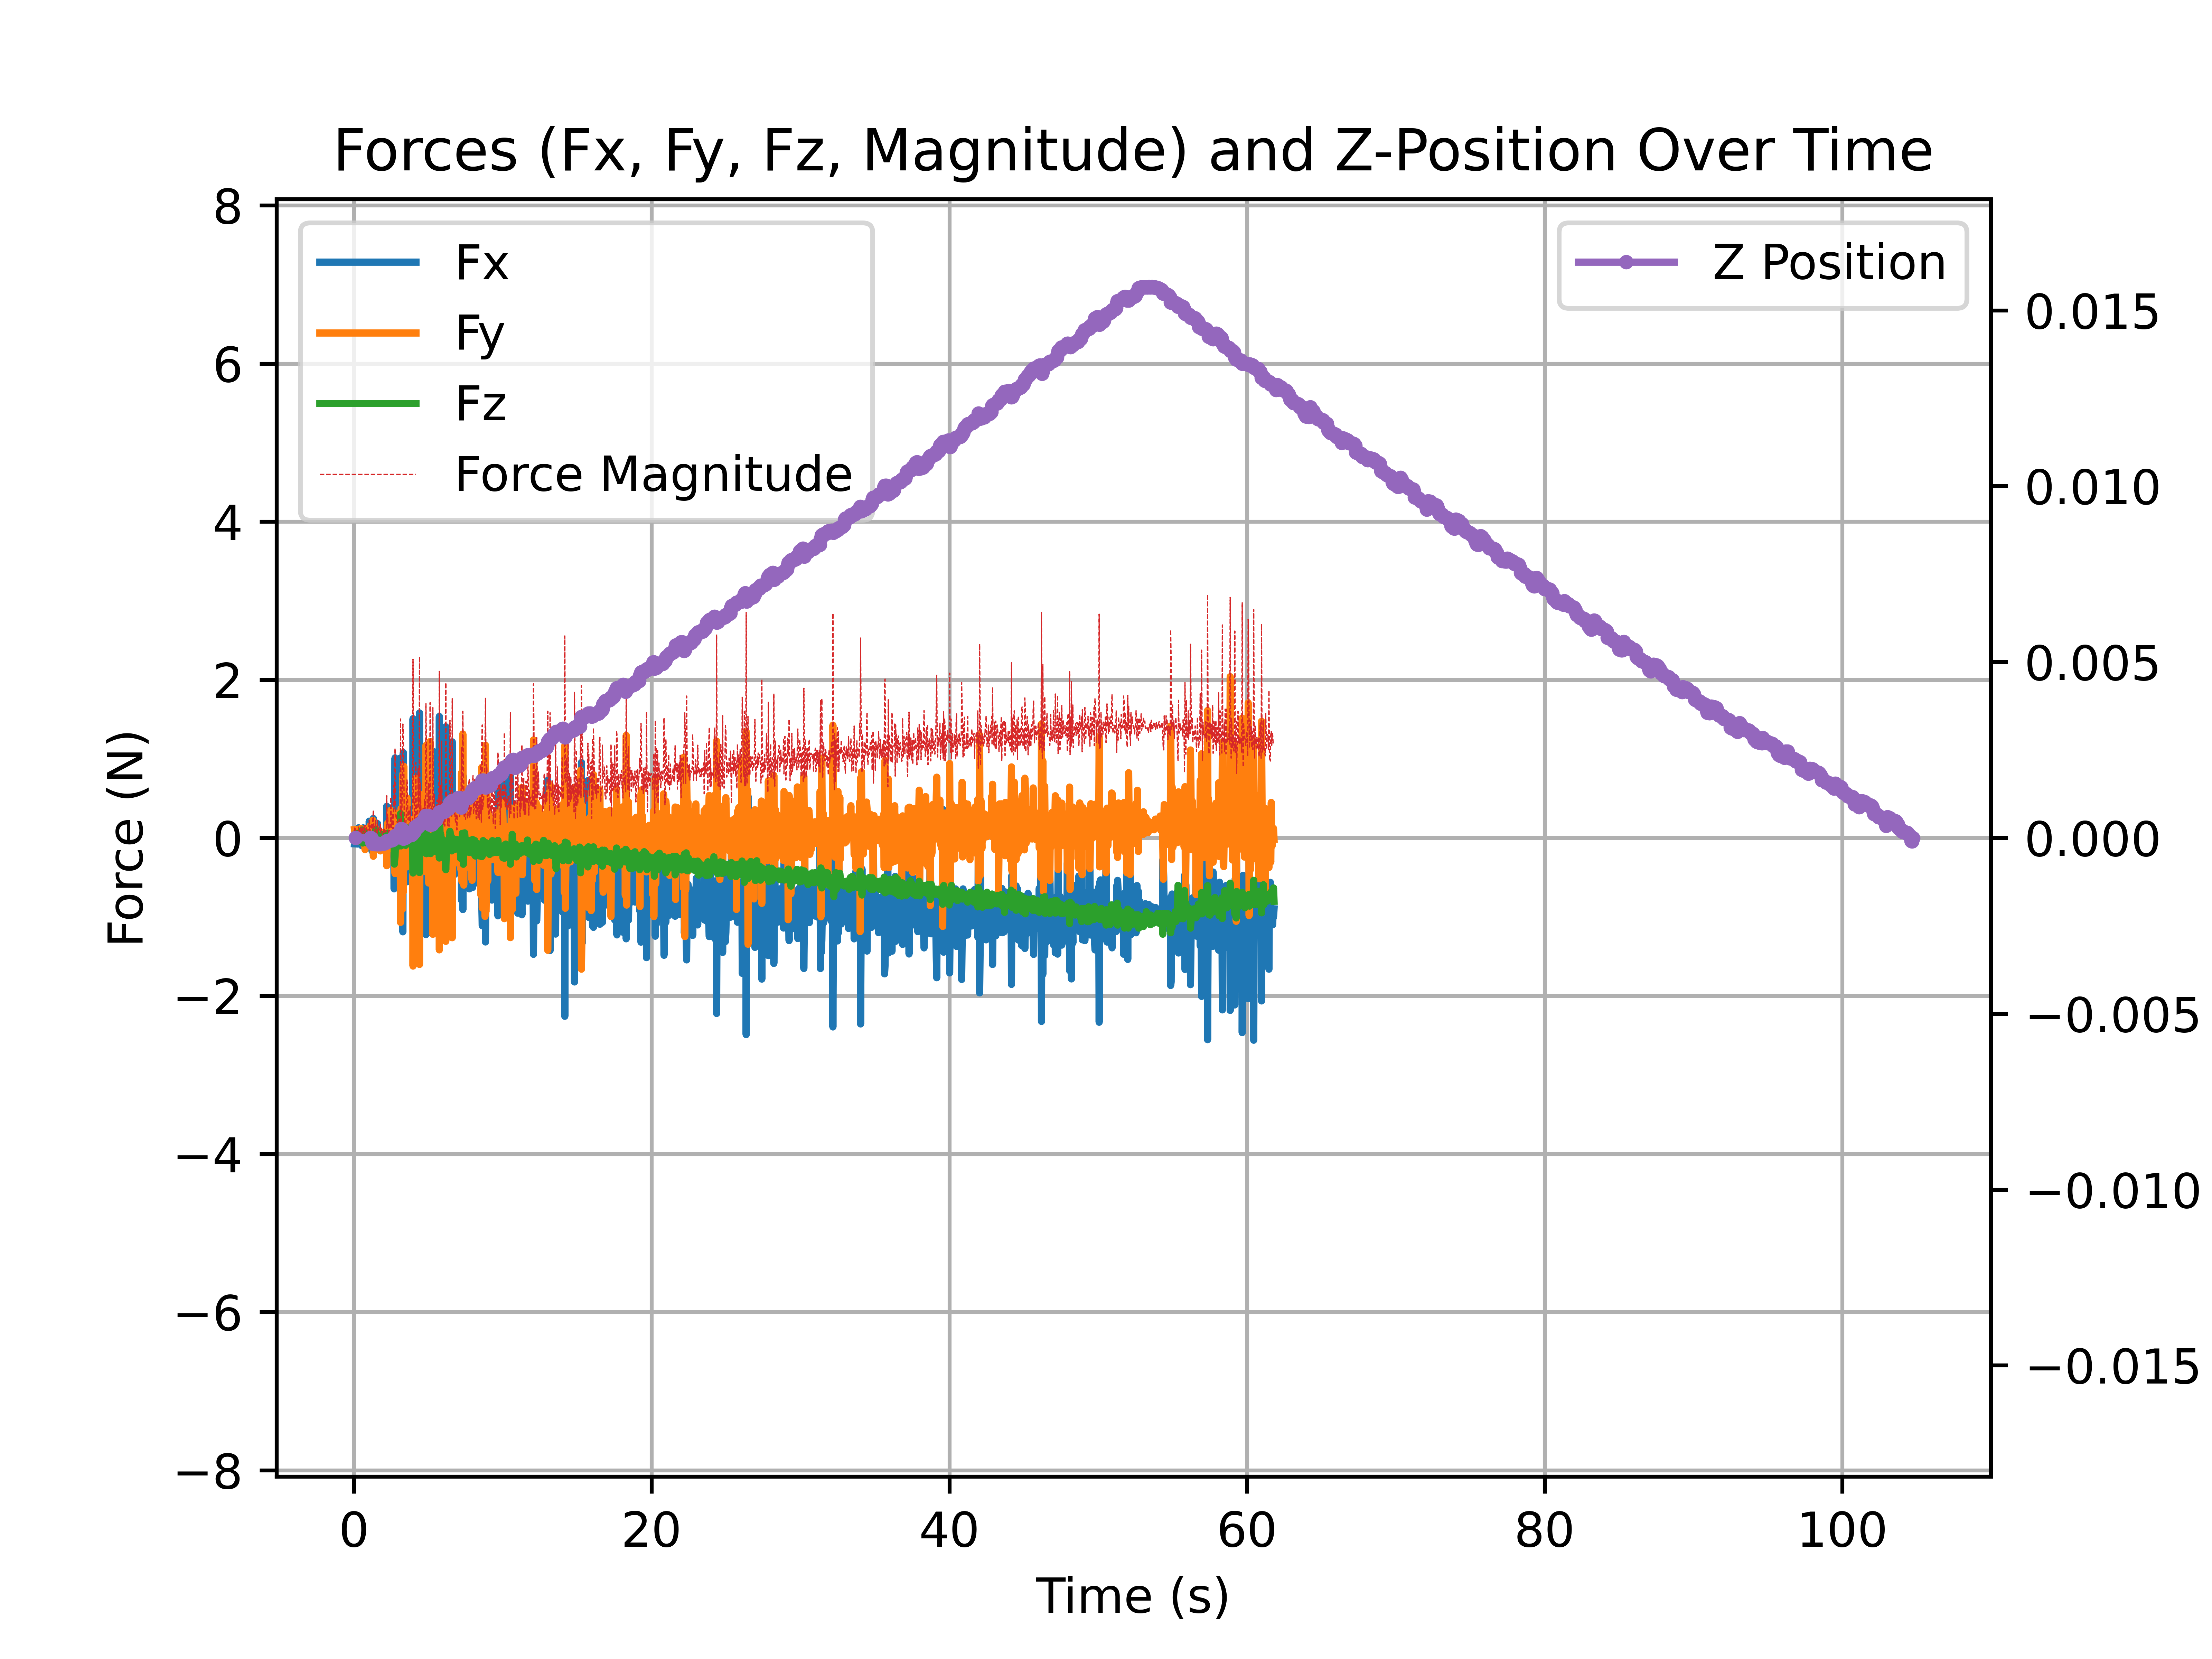 Forces (Fx, Fy, Fz, Magnitude) and Z-Position Over Time
Fx
Fy
Fz
Force Magnitude
Z Position
Force (N)
8
6
4
2
0
−2
−4
−6
−8
0.015
0.010
0.005
0.000
−0.005
−0.010
−0.015
0 20 40 60 80 100
Time (s)